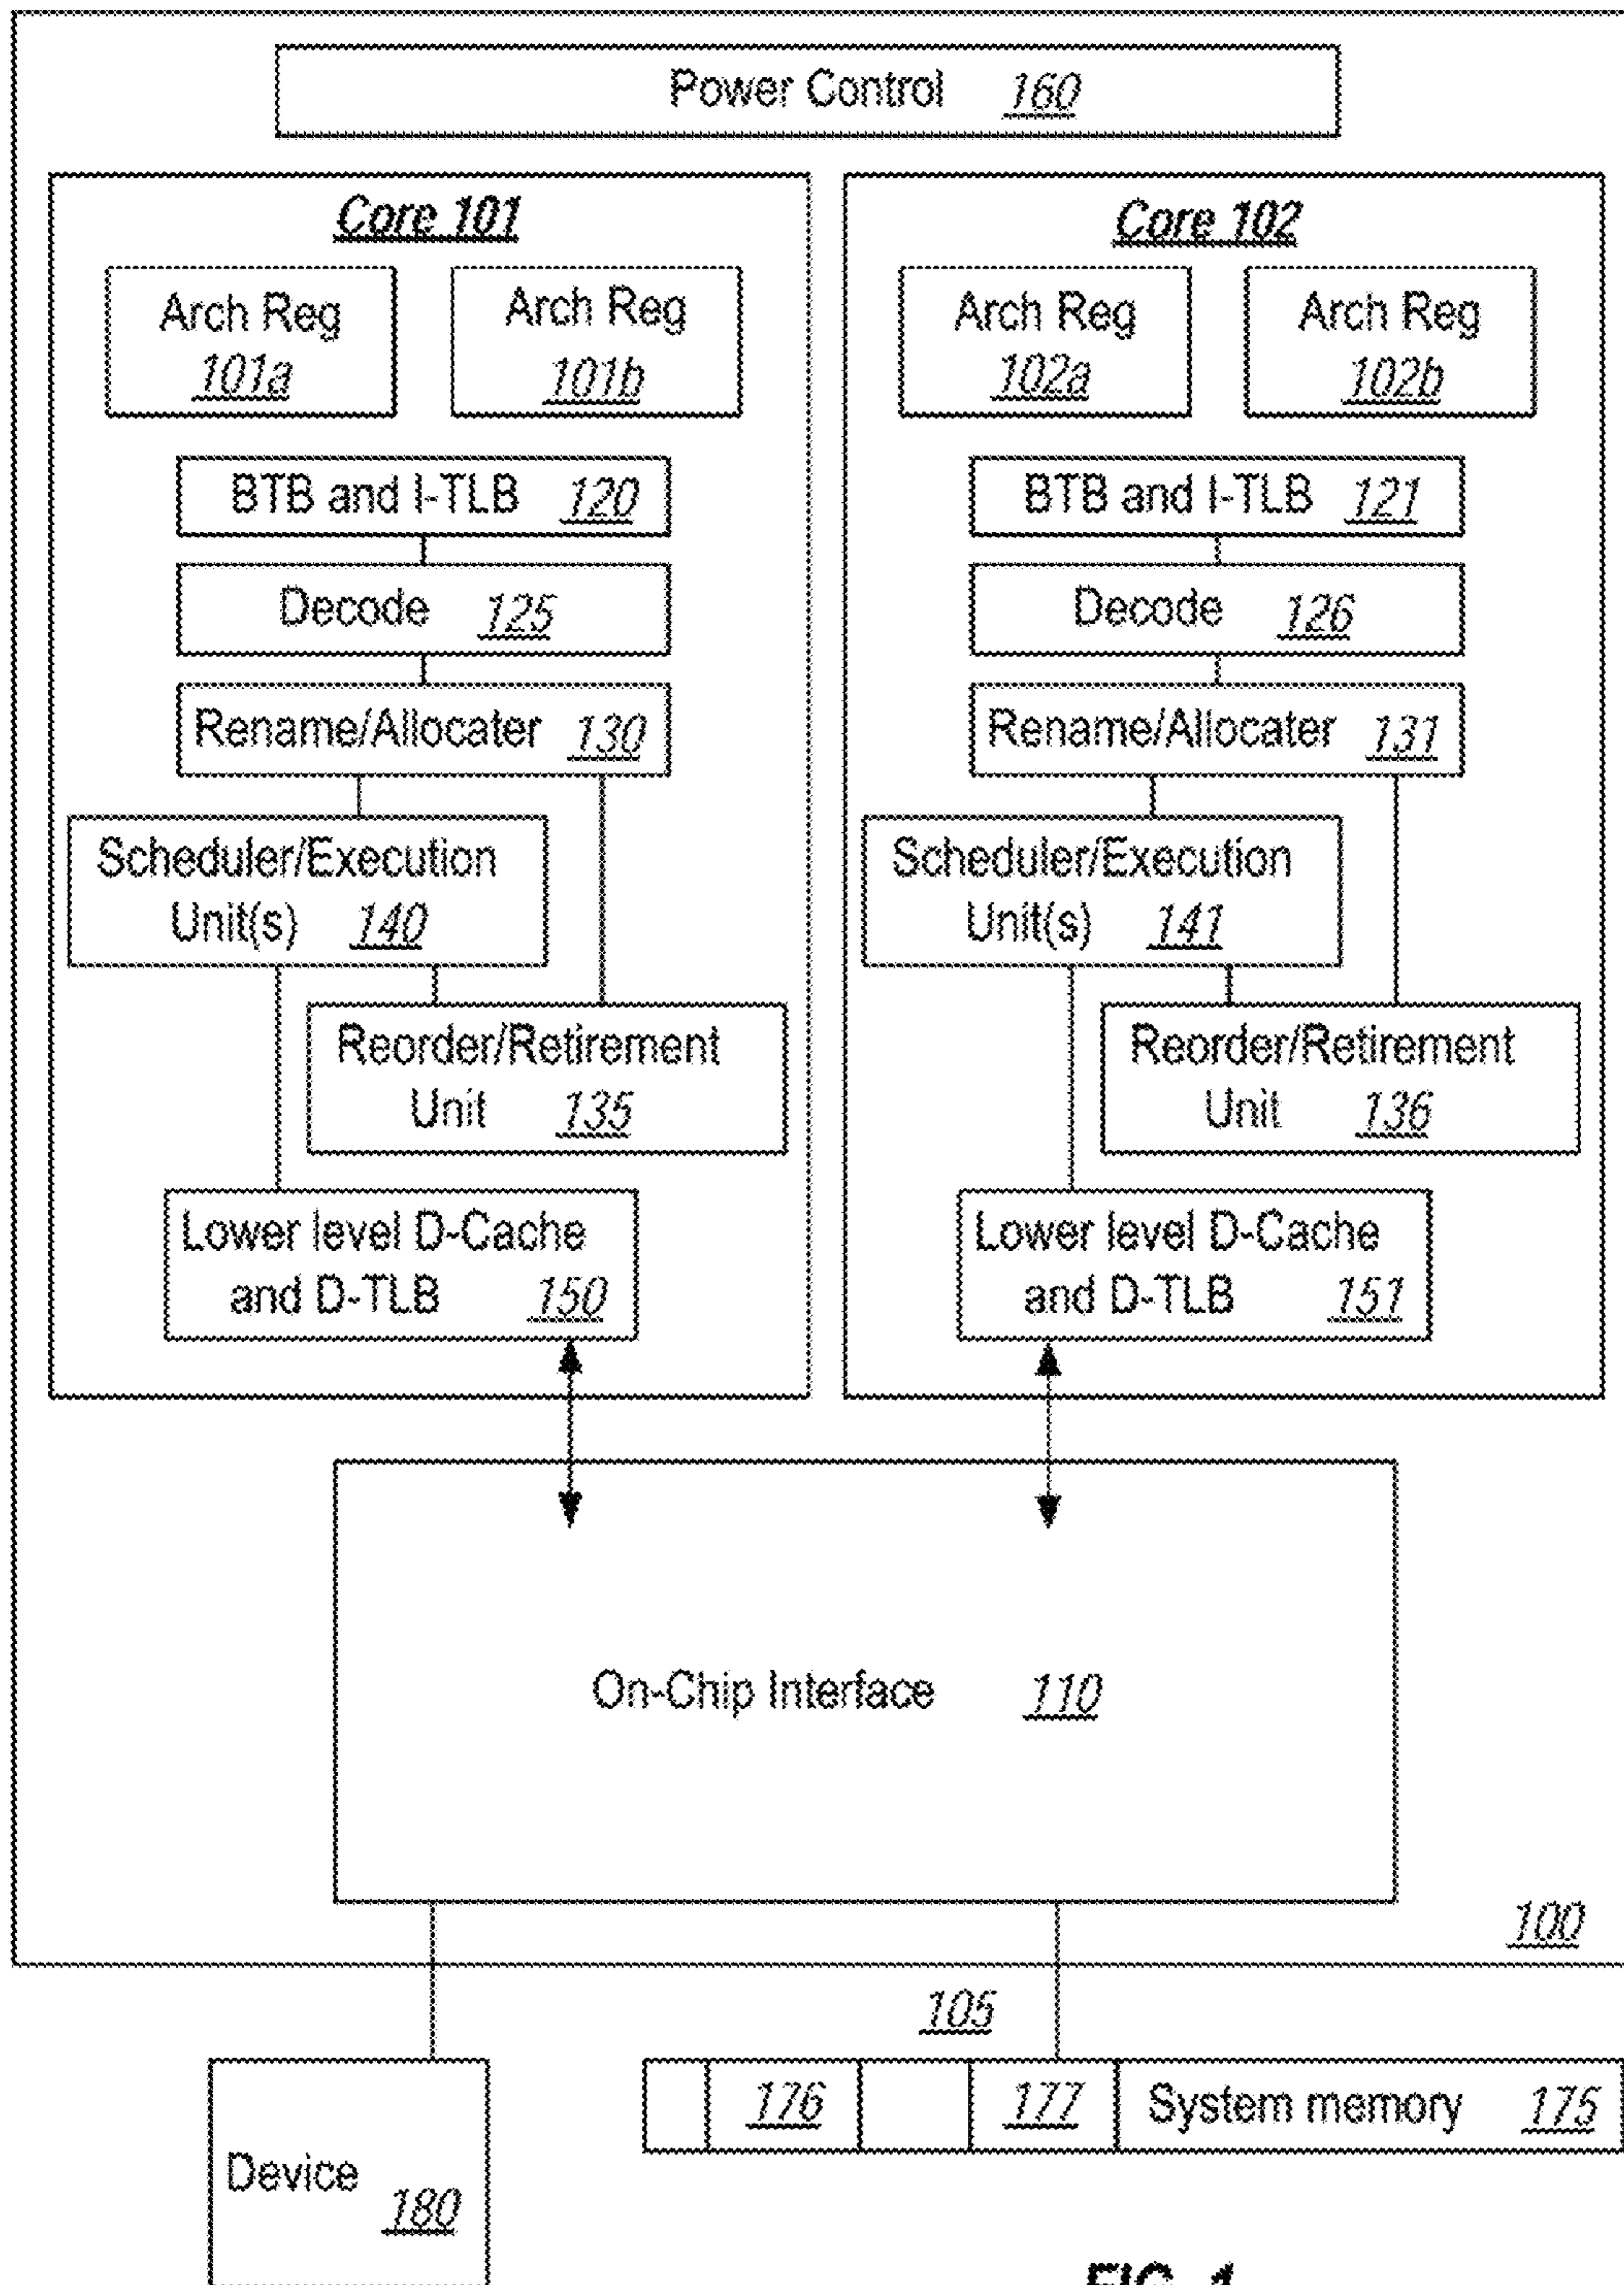 Power Control 160
Core 101
Arch Reg
101a
Arch Reg
101b
BTB and I-TLB 120
Decode 125
Rename/Allocater 130
Scheduler/Execution
Unit(s) 140
Reorder/Retirement
Unit 135
Lower level D-Cache
and D-TLB 150
Core 102
Arch Reg
102a
Arch Reg
102b
BTB and I-TLB 121
Decode 126
Rename/Allocater 131
Scheduler/Execution
Unit(s) 141
Reorder/Retirement
Unit 136
Lower level D-Cache
and D-TLB 151
On-Chip Interface 110
100
105
176 177 System memory 175
Device 180
FIG. 1